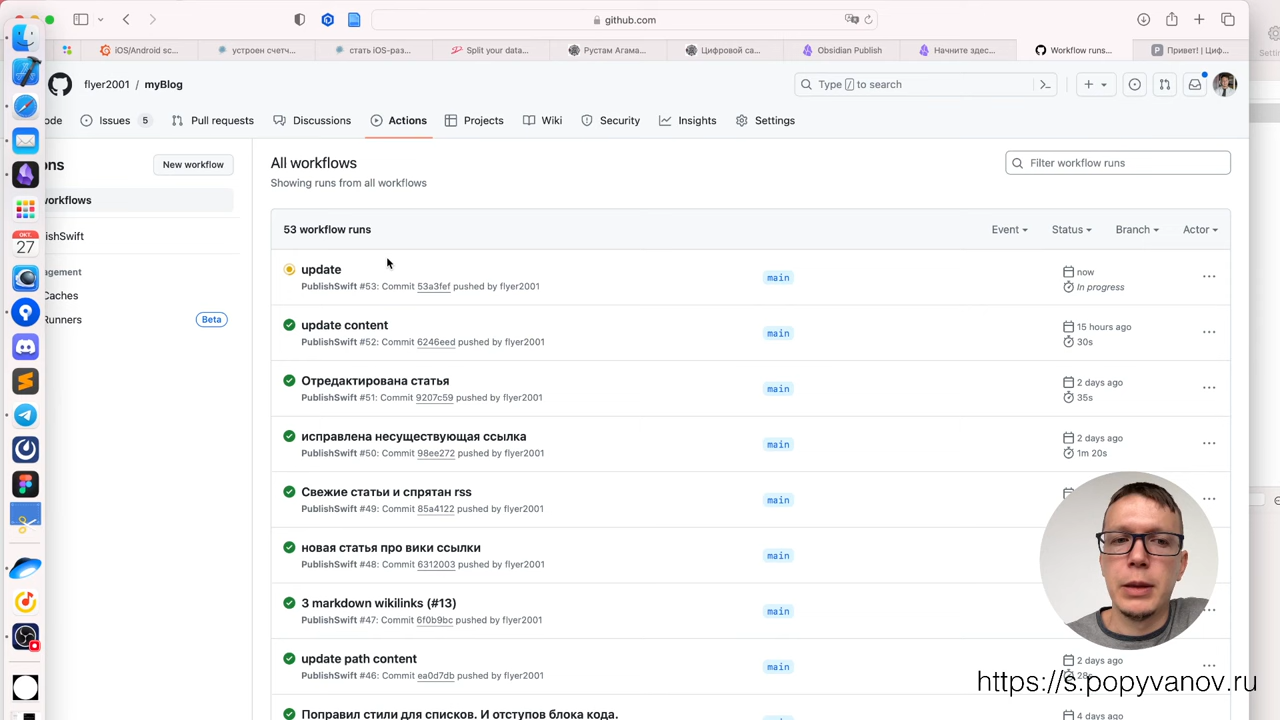 github.com
iOS/Android sc...
устроен счетч...
стать iOS-раз...
Split your data...
Рустам Агама...
Цифровой са...
Obsidian Publish
Начните здес...
Workflow runs...
Привет! | Циф...
flyer2001 / myBlog
Type / to search
ode
Issues 5
Pull requests
Discussions
Actions
Projects
Wiki
Security
Insights
Settings
ons
New workflow
orkflows
ishSwift
agement
Caches
Runners
Beta
ОКТ.
27
All workflows
Showing runs from all workflows
Filter workflow runs
53 workflow runs
Event
Status
Branch
Actor
update
PublishSwift #53: Commit 53a3fef pushed by flyer2001
main
now
In progress
update content
PublishSwift #52: Commit 6246eed pushed by flyer2001
main
15 hours ago
30s
Отредактирована статья
PublishSwift #51: Commit 9207c59 pushed by flyer2001
main
2 days ago
35s
исправлена несуществующая ссылка
PublishSwift #50: Commit 98ee272 pushed by flyer2001
main
2 days ago
1m 20s
Свежие статьи и спрятан rss
PublishSwift #49: Commit 85a4122 pushed by flyer2001
main
новая статья про вики ссылки
PublishSwift #48: Commit 6312003 pushed by flyer2001
main
3 markdown wikilinks (#13)
PublishSwift #47: Commit 6f0b9bc pushed by flyer2001
main
update path content
PublishSwift #46: Commit ea0d7db pushed by flyer2001
main
2 days ago
Поправил стили для списков. И отступов блока кода.
4 days ago
https://s.popyvanov.ru